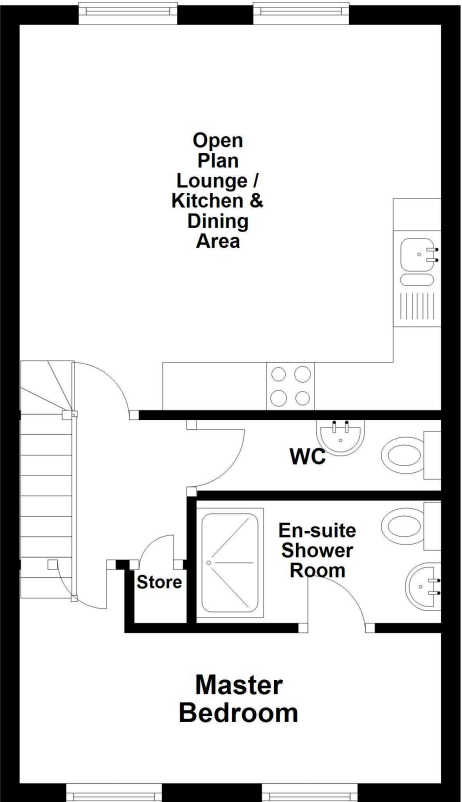 Open
Plan
Lounge /
Kitchen &
Dining
Area
WC
En-suite
Shower
Room
Store
Master
Bedroom